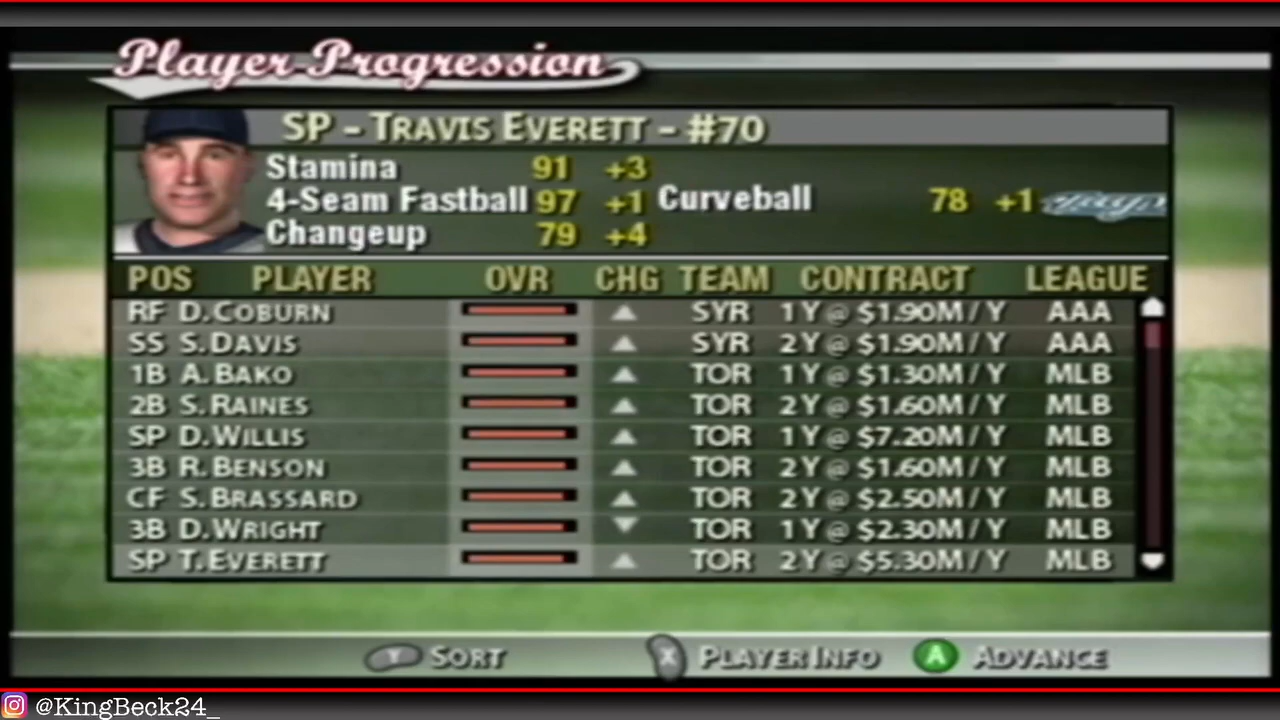 Player Progression
SP - TRAVIS EVERETT - #70
Stamina 91 +3
4-Seam Fastball 97 +1 Curveball 78 +1 Jays
Changeup 79 +4
POS PLAYER OVR CHG TEAM CONTRACT LEAGUE
RF D.COBURN SYR 1Y@$1.90M/Y AAA
SS S.DAVIS SYR 2Y@$1.90M/Y AAA
1B A.BAKO TOR 1Y@$1.30M/Y MLB
2B S.RAINES TOR 2Y@$1.60M/Y MLB
SP D.WILLIS TOR 1Y@$7.20M/Y MLB
3B R.BENSON TOR 2Y@$1.60M/Y MLB
CF S.BRASSARD TOR 2Y@$2.50M/Y MLB
3B D.WRIGHT TOR 1Y@$2.30M/Y MLB
SP T.EVERETT TOR 2Y@$5.30M/Y MLB
Y SORT X PLAYER INFO A ADVANCE
@KingBeck24_